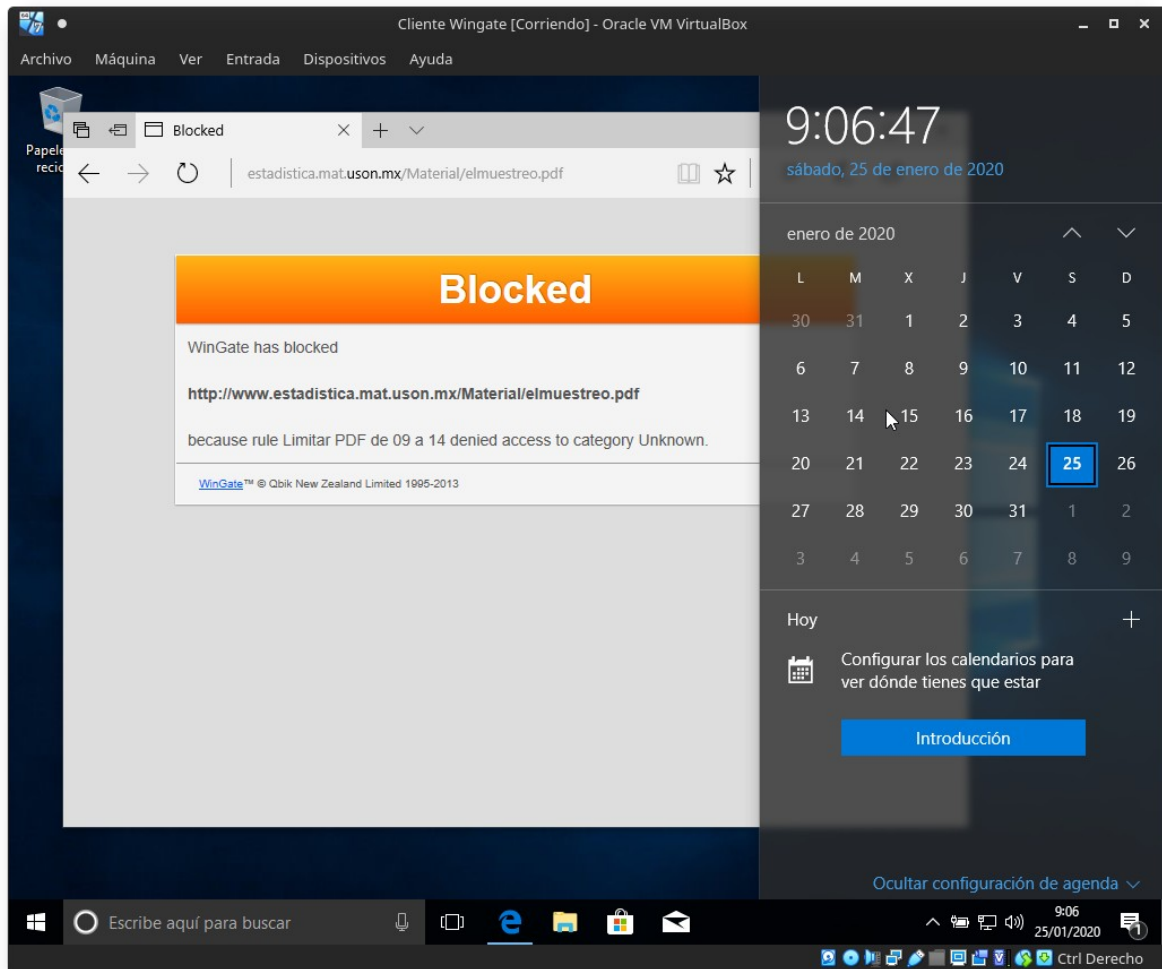 Cliente Wingate [Corriendo] - Oracle VM VirtualBox
Archivo Máquina Ver Entrada Dispositivos Ayuda
Blocked
estadistica.mat.uson.mx/Material/elmuestreo.pdf
Blocked
WinGate has blocked
http://www.estadistica.mat.uson.mx/Material/elmuestreo.pdf
because rule Limitar PDF de 09 a 14 denied access to category Unknown.
WinGate™ © Qbik New Zealand Limited 1995-2013
9:06:47
sábado, 25 de enero de 2020
enero de 2020
L M X J V S D
30 31 1 2 3 4 5
6 7 8 9 10 11 12
13 14 15 16 17 18 19
20 21 22 23 24 25 26
27 28 29 30 31 1 2
3 4 5 6 7 8 9
Hoy
Configurar los calendarios para
ver dónde tienes que estar
Introducción
Ocultar configuración de agenda
Escribe aquí para buscar
9:06
25/01/2020
1
Ctrl Derecho